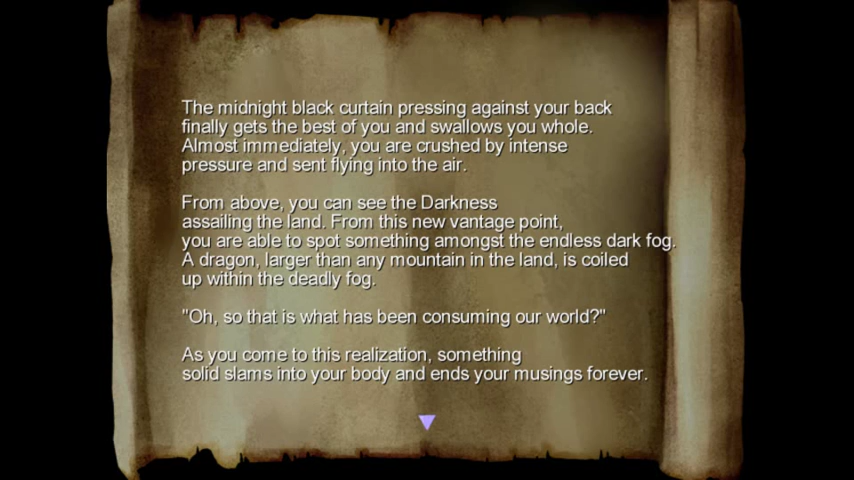 The midnight black curtain pressing against your back
finally gets the best of you and swallows you whole.
Almost immediately, you are crushed by intense
pressure and sent flying into the air.
From above, you can see the Darkness
assailing the land. From this new vantage point,
you are able to spot something amongst the endless dark fog.
A dragon, larger than any mountain in the land, is coiled
up within the deadly fog.
"Oh, so that is what has been consuming our world?"
As you come to this realization, something
solid slams into your body and ends your musings forever.